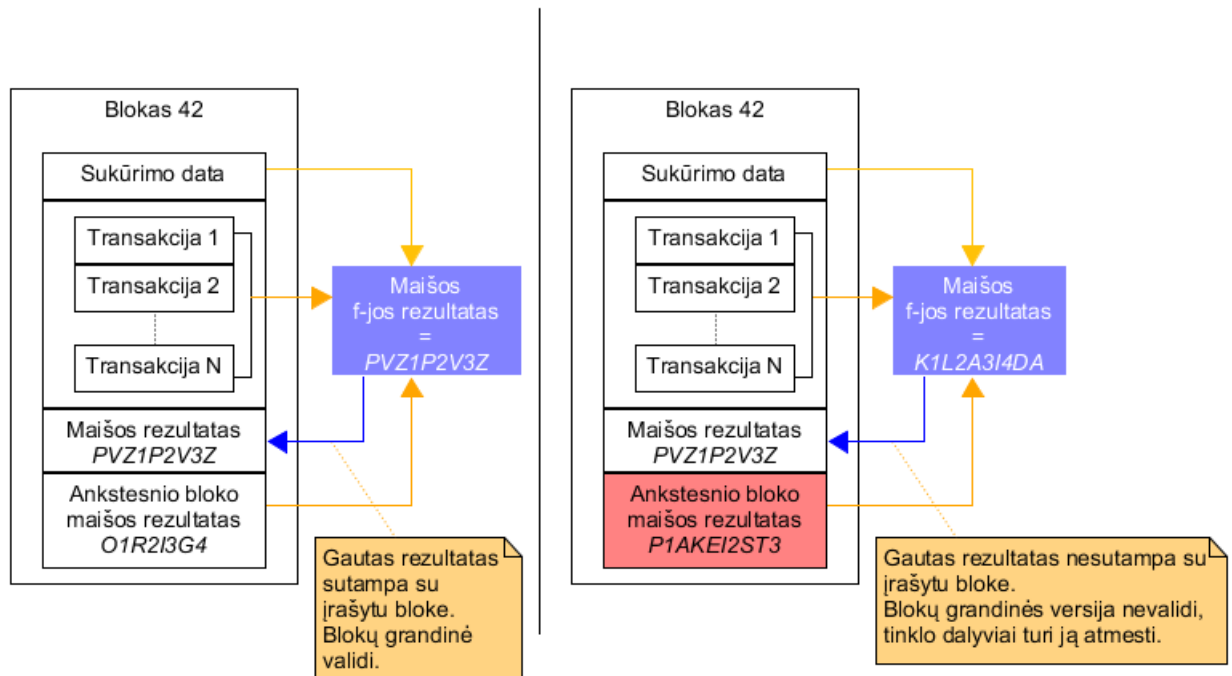 Blokas 42
Sukūrimo data
Transakcija 1
Transakcija 2
Transakcija N
Maišos
f-jos rezultatas
=
PVZ1P2V3Z
Maišos rezultatas
PVZ1P2V3Z
Ankstesnio bloko
maišos rezultatas
O1R2I3G4
Gautas rezultatas
sutampa su
įrašytu bloke.
Blokų grandinė
validi.
Blokas 42
Sukūrimo data
Transakcija 1
Transakcija 2
Transakcija N
Maišos
f-jos rezultatas
=
K1L2A3I4DA
Maišos rezultatas
PVZ1P2V3Z
Ankstesnio bloko
maišos rezultatas
P1AKEI2ST3
Gautas rezultatas nesutampa su
įrašytu bloke.
Blokų grandinės versija nevalidi,
tinklo dalyviai turi ją atmesti.